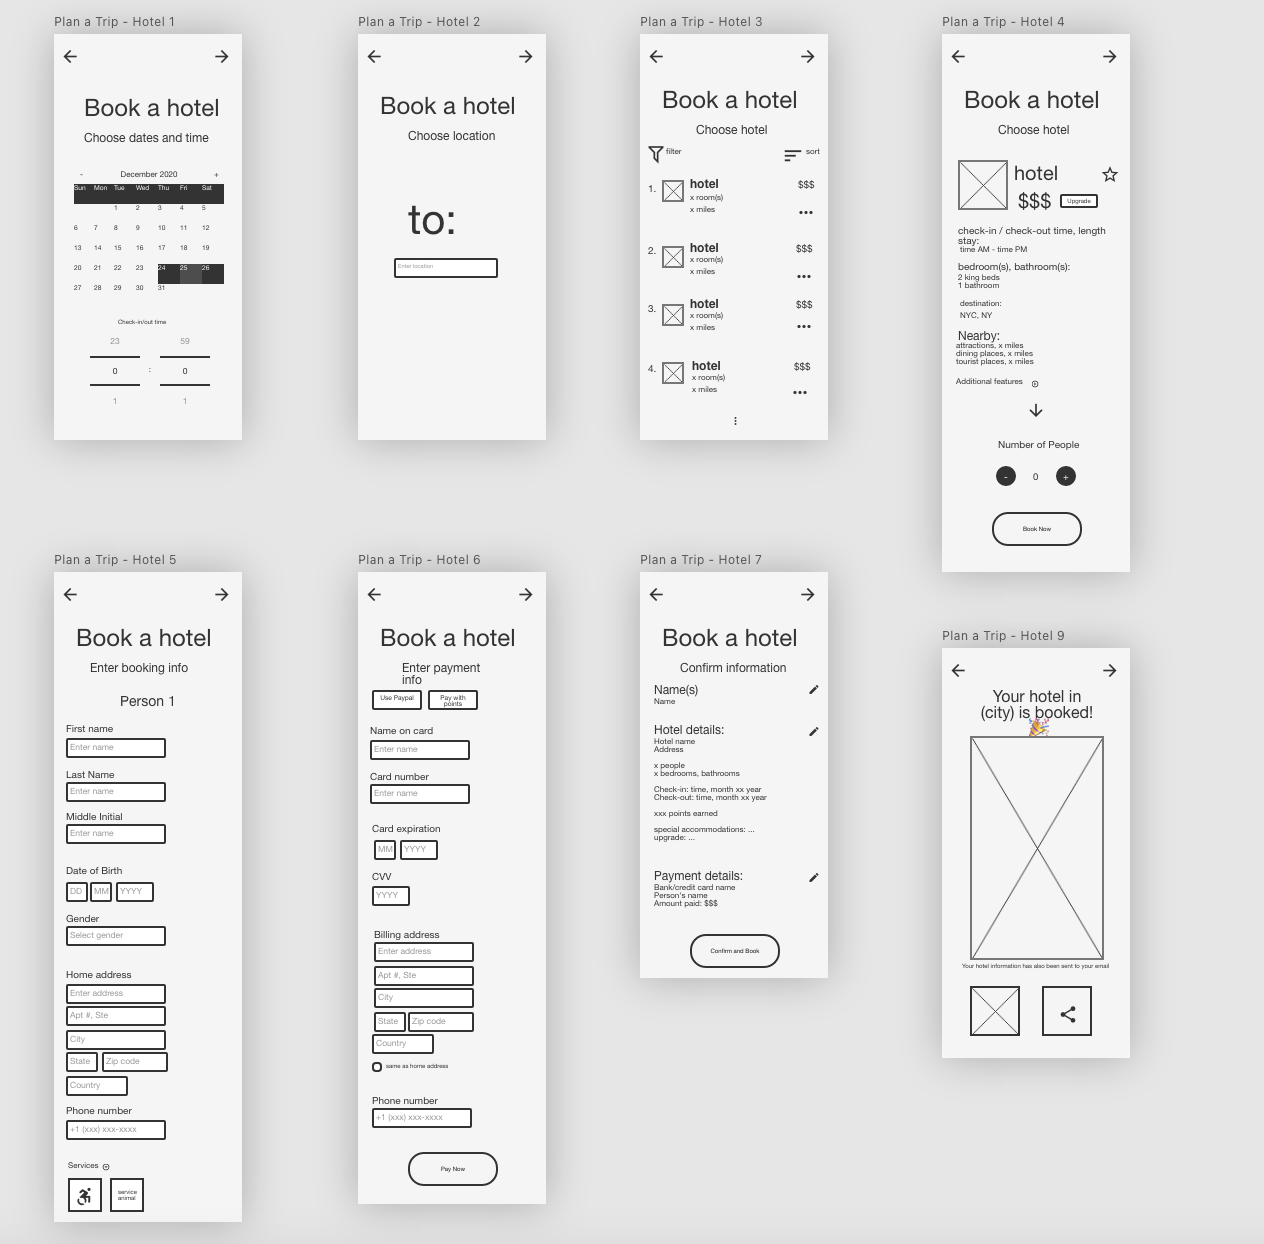 Plan a Trip - Hotel 1
Book a hotel
Choose dates and time
- December 2020 +
Sun Mon Tue Wed Thu Fri Sat
1 2 3 4 5
6 7 8 9 10 11 12
13 14 15 16 17 18 19
20 21 22 23 24 25 26
27 28 29 30 31
Check-in/out time
23 59
0 : 0
1 1
Plan a Trip - Hotel 2
Book a hotel
Choose location
to:
Enter location
Plan a Trip - Hotel 3
Book a hotel
Choose hotel
filter sort
1. hotel $$$
x room(s)
x miles
2. hotel $$$
x room(s)
x miles
3. hotel $$$
x room(s)
x miles
4. hotel $$$
x room(s)
x miles
Plan a Trip - Hotel 4
Book a hotel
Choose hotel
hotel
$$$ Upgrade
check-in / check-out time, length
stay:
time AM - time PM
bedroom(s), bathroom(s):
2 king beds
1 bathroom
destination:
NYC, NY
Nearby:
attractions, x miles
dining places, x miles
tourist places, x miles
Additional features
Number of People
- 0 +
Book Now
Plan a Trip - Hotel 5
Book a hotel
Enter booking info
Person 1
First name
Enter name
Last Name
Enter name
Middle Initial
Enter name
Date of Birth
DD MM YYYY
Gender
Select gender
Home address
Enter address
Apt #, Ste
City
State Zip code
Country
Phone number
+1 (xxx) xxx-xxxx
Services
service
animal
Plan a Trip - Hotel 6
Book a hotel
Enter payment
info
Use Paypal Pay with
points
Name on card
Enter name
Card number
Enter name
Card expiration
MM YYYY
CVV
YYYY
Billing address
Enter address
Apt #, Ste
City
State Zip code
Country
same as home address
Phone number
+1 (xxx) xxx-xxxx
Pay Now
Plan a Trip - Hotel 7
Book a hotel
Confirm information
Name(s)
Name
Hotel details:
Hotel name
Address
x people
x bedrooms, bathrooms
Check-in: time, month xx year
Check-out: time, month xx year
xxx points earned
special accommodations: ...
upgrade: ...
Payment details:
Bank/credit card name
Person's name
Amount paid: $$$
Confirm and Book
Plan a Trip - Hotel 9
Your hotel in
(city) is booked!
Your hotel information has also been sent to your email